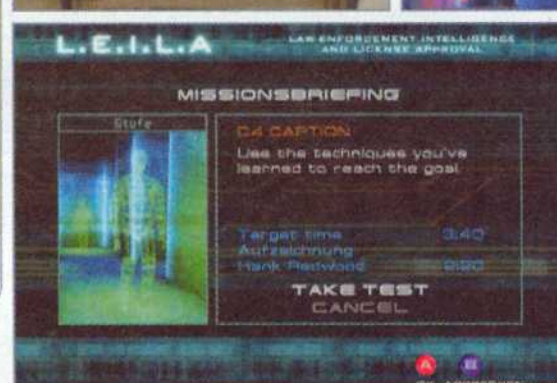 L.E.I.L.A
LAW ENFORCEMENT INTELLIGENCE
AND LICENSE APPROVAL
MISSIONSBRIEFING
Stufe
C4 CAPTION
Use the techniques you've
learned to reach the goal
Target time 3:40
Aufzeichnung
Hank Redwood
TAKE TEST
CANCEL
A B